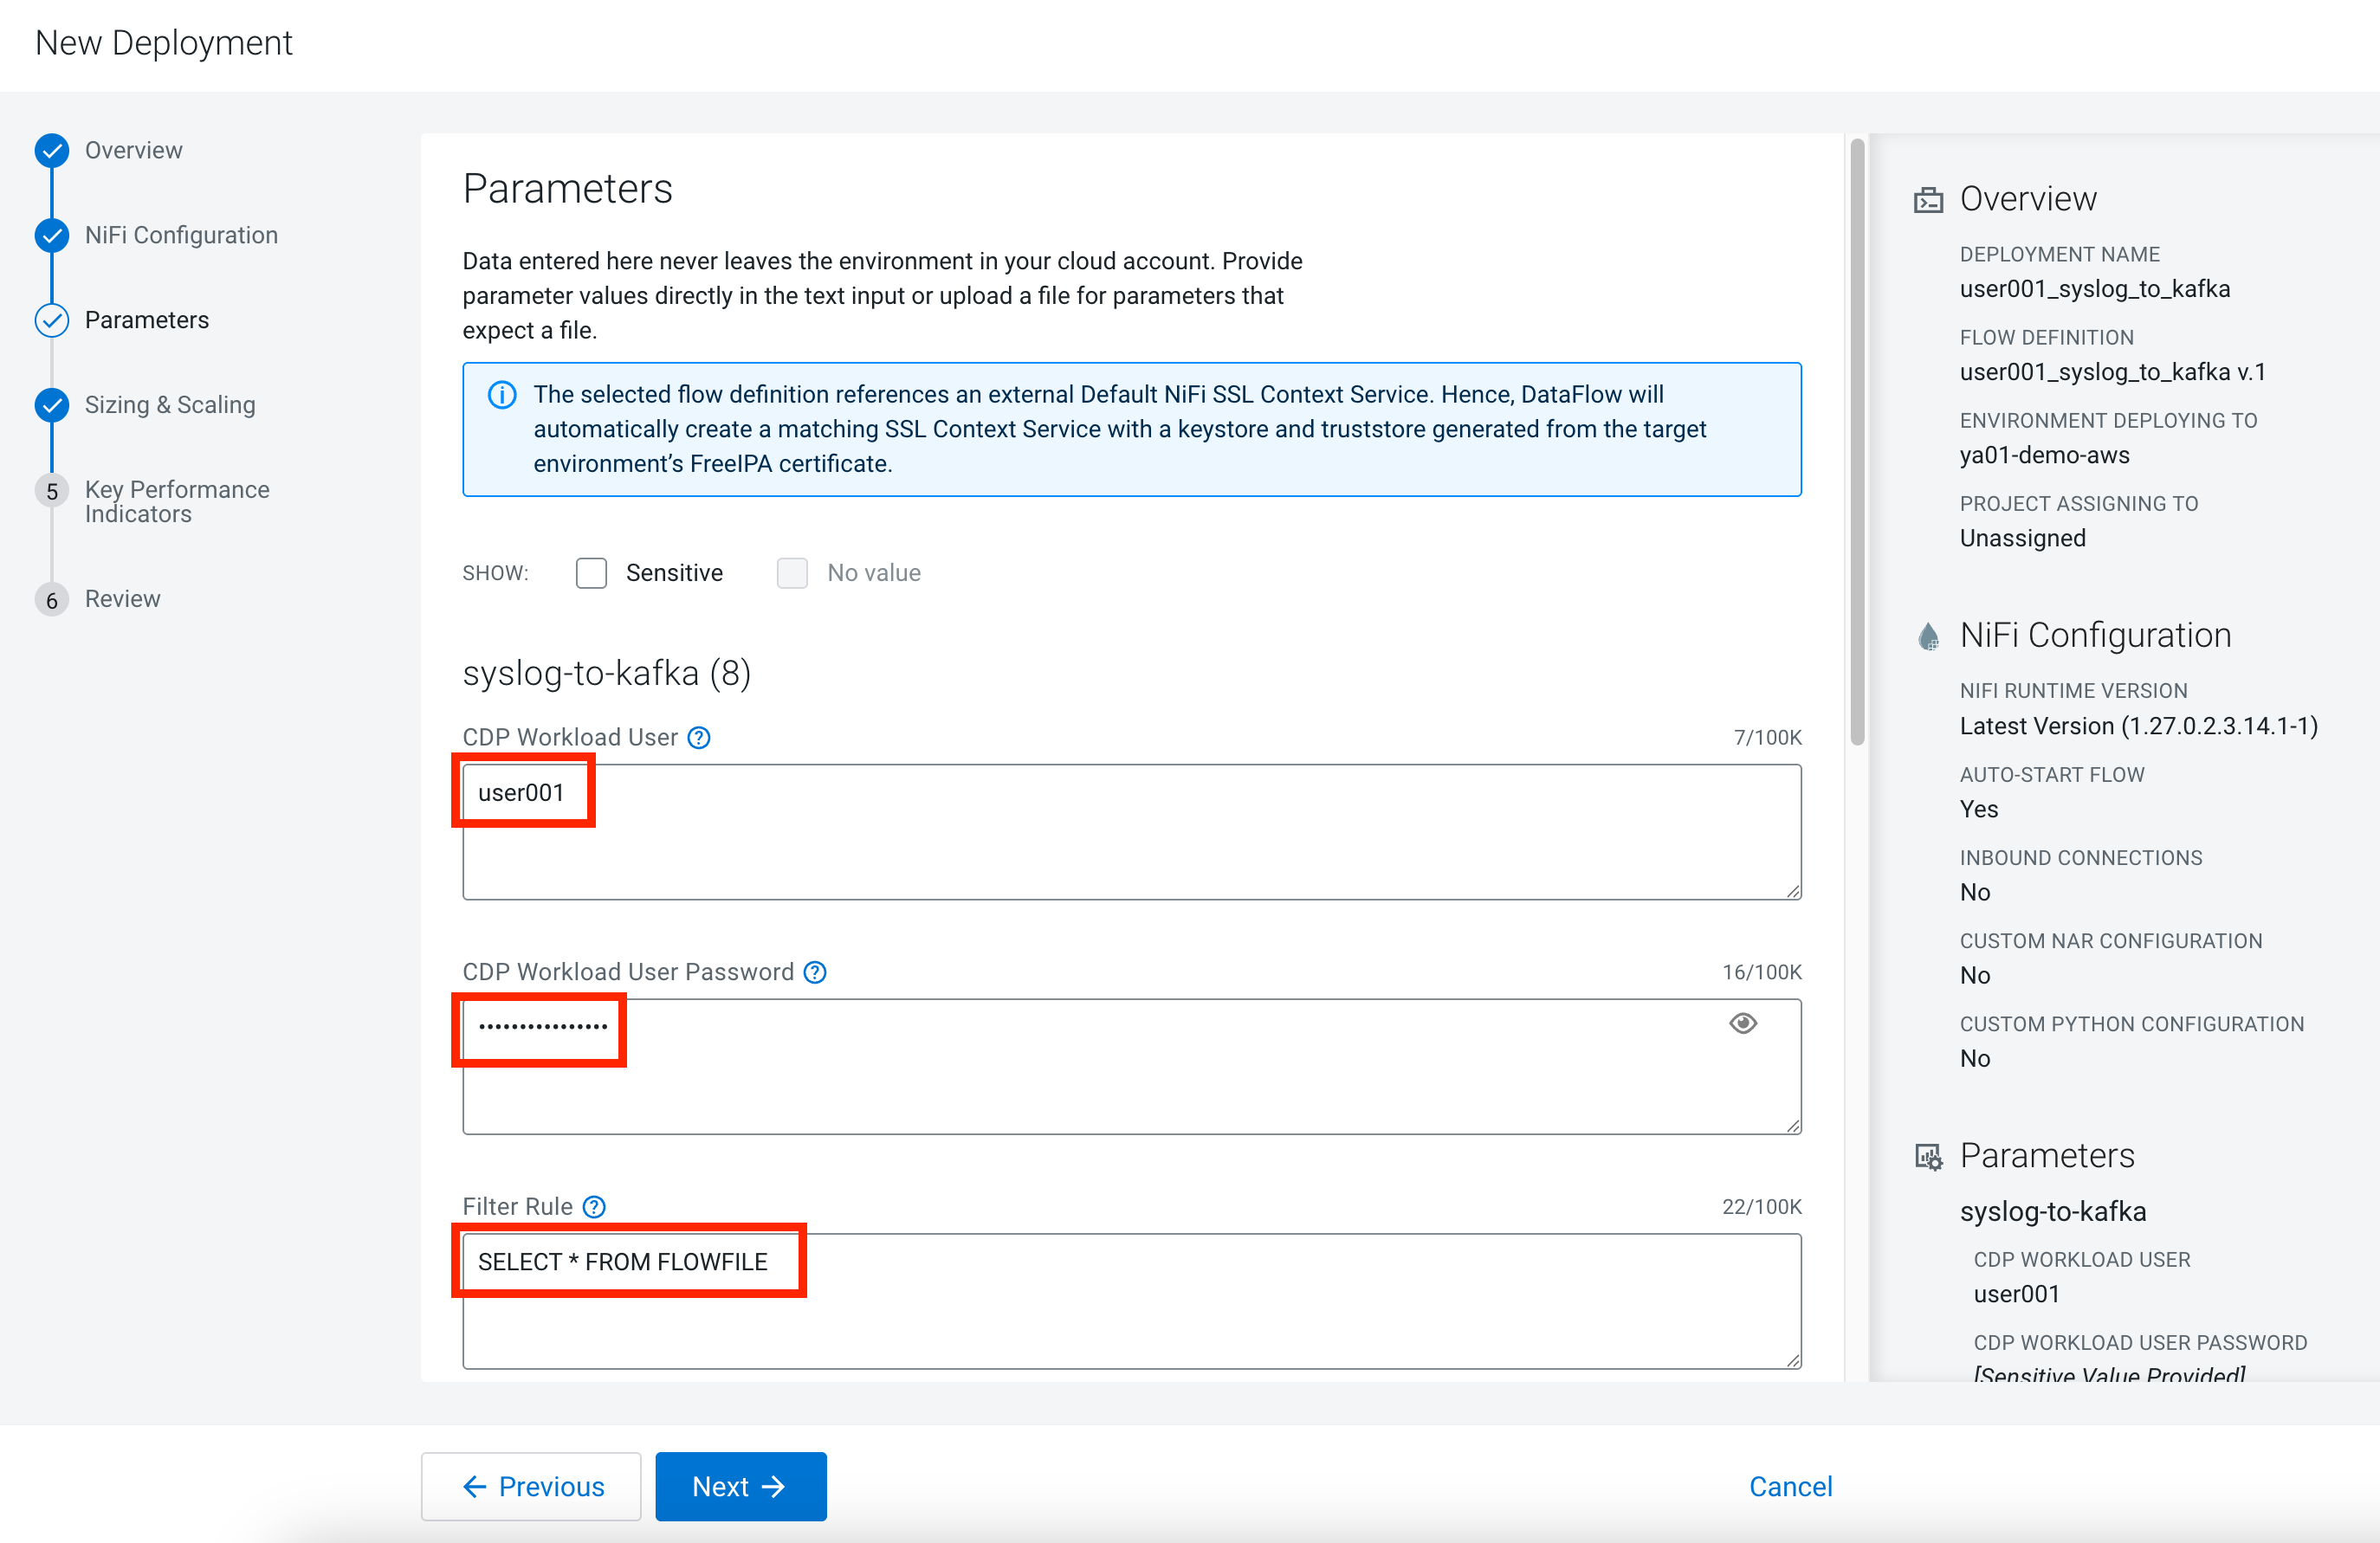 New Deployment
Overview
NiFi Configuration
Parameters
Sizing & Scaling
5
Key Performance
Indicators
6
Review
Parameters
Data entered here never leaves the environment in your cloud account. Provide
parameter values directly in the text input or upload a file for parameters that
expect a file.
The selected flow definition references an external Default NiFi SSL Context Service. Hence, DataFlow will
automatically create a matching SSL Context Service with a keystore and truststore generated from the target
environment’s FreeIPA certificate.
SHOW:
Sensitive
No value
syslog-to-kafka (8)
CDP Workload User
7/100K
user001
CDP Workload User Password
16/100K
••••••••••••••••
Filter Rule
22/100K
SELECT * FROM FLOWFILE
Overview
DEPLOYMENT NAME
user001_syslog_to_kafka
FLOW DEFINITION
user001_syslog_to_kafka v.1
ENVIRONMENT DEPLOYING TO
ya01-demo-aws
PROJECT ASSIGNING TO
Unassigned
NiFi Configuration
NIFI RUNTIME VERSION
Latest Version (1.27.0.2.3.14.1-1)
AUTO-START FLOW
Yes
INBOUND CONNECTIONS
No
CUSTOM NAR CONFIGURATION
No
CUSTOM PYTHON CONFIGURATION
No
Parameters
syslog-to-kafka
CDP WORKLOAD USER
user001
CDP WORKLOAD USER PASSWORD
[Sensitive Value Provided]
Previous
Next
Cancel